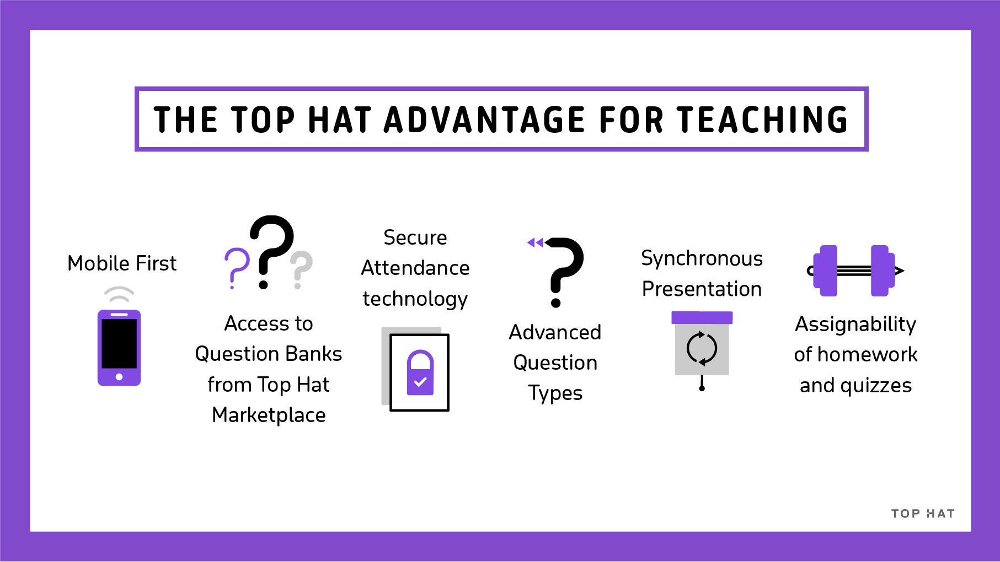 THE TOP HAT ADVANTAGE FOR TEACHING
Mobile First
Access to
Question Banks
from Top Hat
Marketplace
Secure
Attendance
technology
Advanced
Question
Types
Synchronous
Presentation
Assignability
of homework
and quizzes
TOP HAT